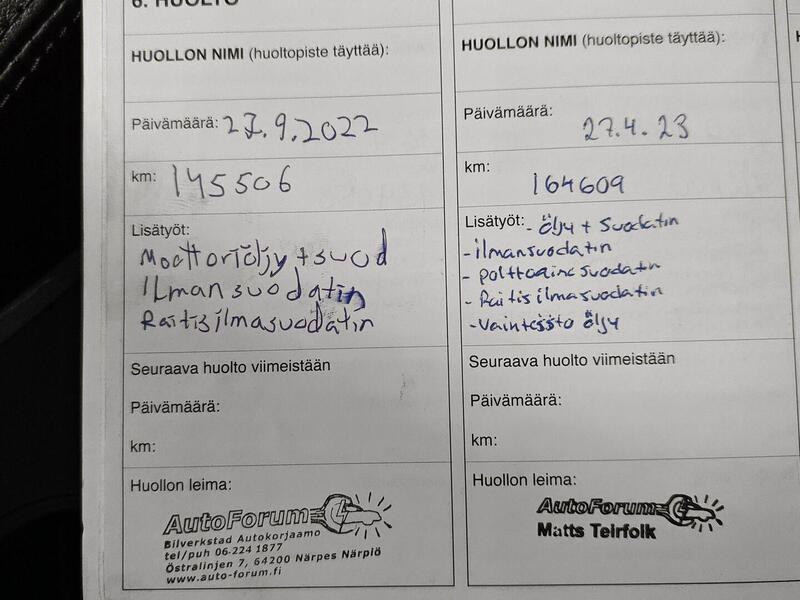 6. HUOLTO
HUOLLON NIMI (huoltopiste täyttää):
Päivämäärä: 27.9.2022
km: 145506
Lisätyöt:
Moottoriöljy + suod
Ilmansuodatin
Raitisilmasuodatin
Seuraava huolto viimeistään
Päivämäärä:
km:
Huollon leima:
AutoForum
Bilverkstad Autokorjaamo
tel/puh 06-224 1877
Östralinjen 7, 64200 Närpes Närpiö
www.auto-forum.fi
HUOLLON NIMI (huoltopiste täyttää):
Päivämäärä: 27.4.23
km: 164609
Lisätyöt: - öljy + suodatin
- ilmansuodatin
- polttoainesuodatin
- Raitisilmasuodatin
- Vaihteisto öljy
Seuraava huolto viimeistään
Päivämäärä:
km:
Huollon leima:
AutoForum
Matts Teirfolk